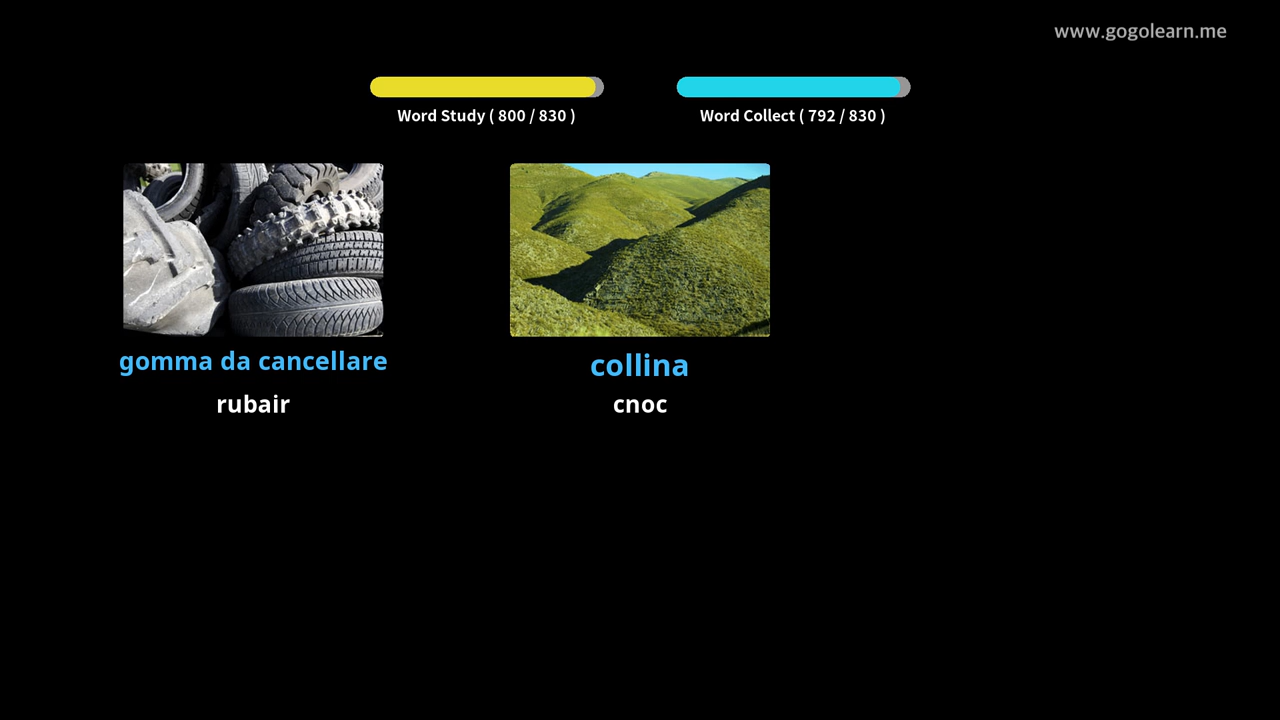 www.gogolearn.me
Word Study ( 800 / 830 )
Word Collect ( 792 / 830 )
gomma da cancellare
rubair
collina
cnoc